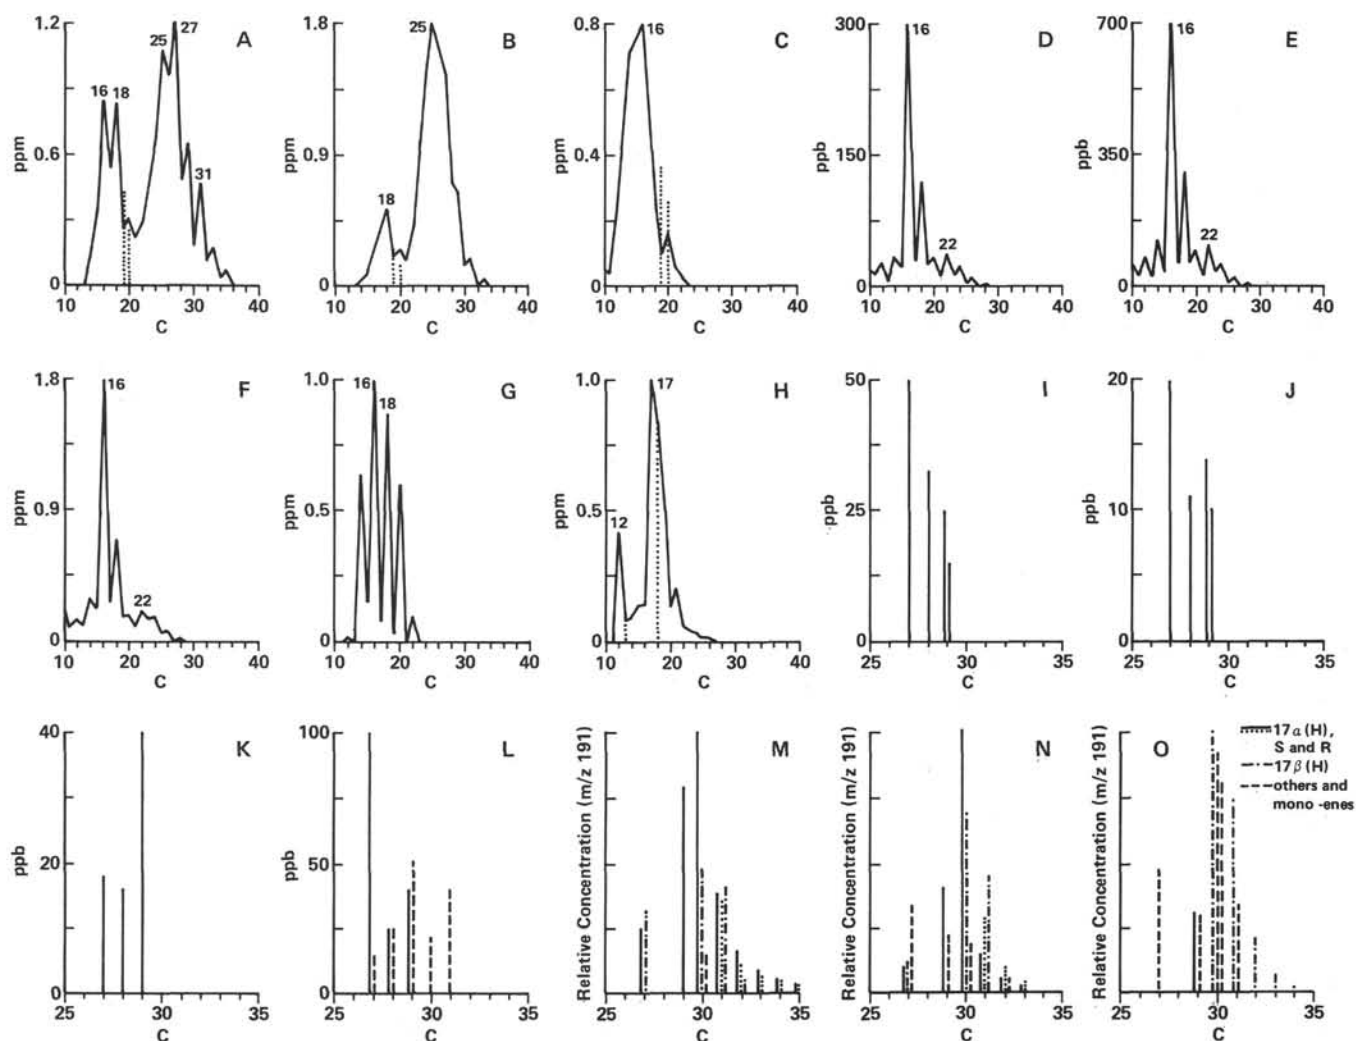 1.2
0.6
0
ppm
10 20 30 40
C
16
18
25
27
31
A
1.8
0.9
0
ppm
10 20 30 40
C
18
25
B
0.8
0.4
0
ppm
10 20 30 40
C
16
C
300
150
0
ppb
10 20 30 40
C
16
22
D
700
350
0
ppb
10 20 30 40
C
16
22
E
1.8
0.9
0
ppm
10 20 30 40
C
16
22
F
1.0
0.5
0
ppm
10 20 30 40
C
16
18
G
1.0
0.5
0
ppm
10 20 30 40
C
12
17
H
50
25
0
ppb
25 30 35
C
I
20
10
0
ppb
25 30 35
C
J
40
20
0
ppb
25 30 35
C
K
100
50
0
ppb
25 30 35
C
L
Relative Concentration (m/z 191)
25 30 35
C
M
Relative Concentration (m/z 191)
25 30 35
C
N
Relative Concentration (m/z 191)
25 30 35
C
O
17α(H),
S and R
17β(H)
others and
mono-enes